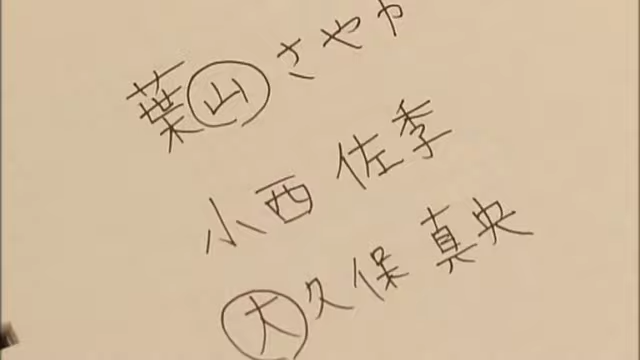 葉山さやか
小西 佐季
大久保 真央